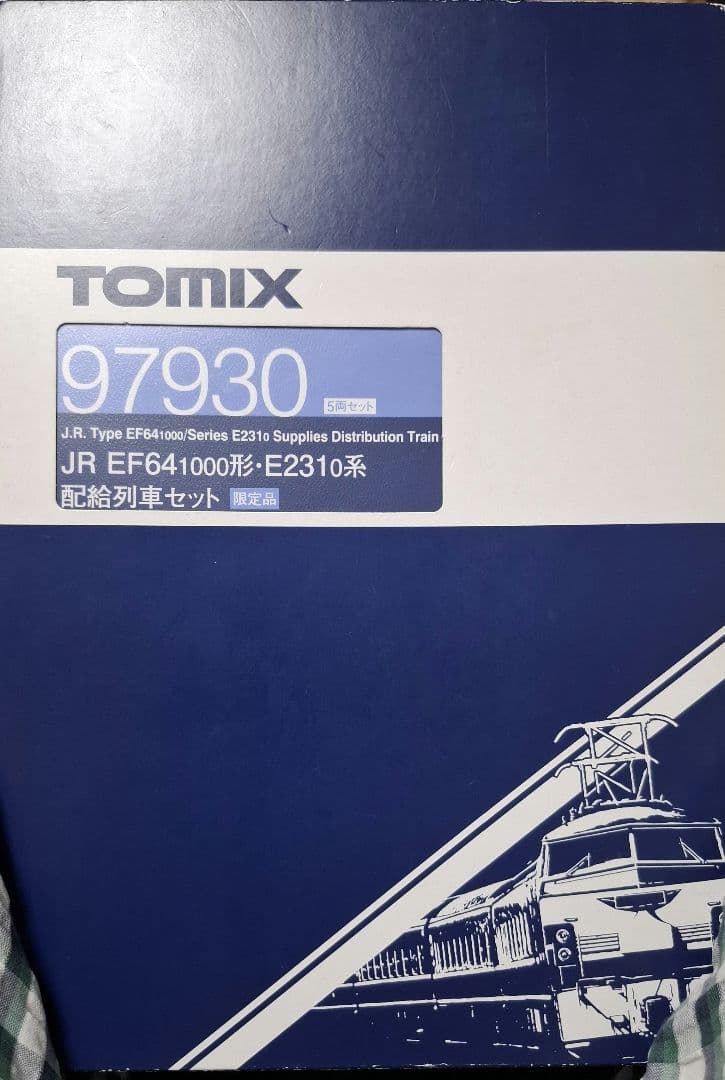 TOMIX
97930
5両セット
J.R. Type EF641000/Series E2310 Supplies Distribution Train
JR EF641000形・E2310系
配給列車セット 限定品